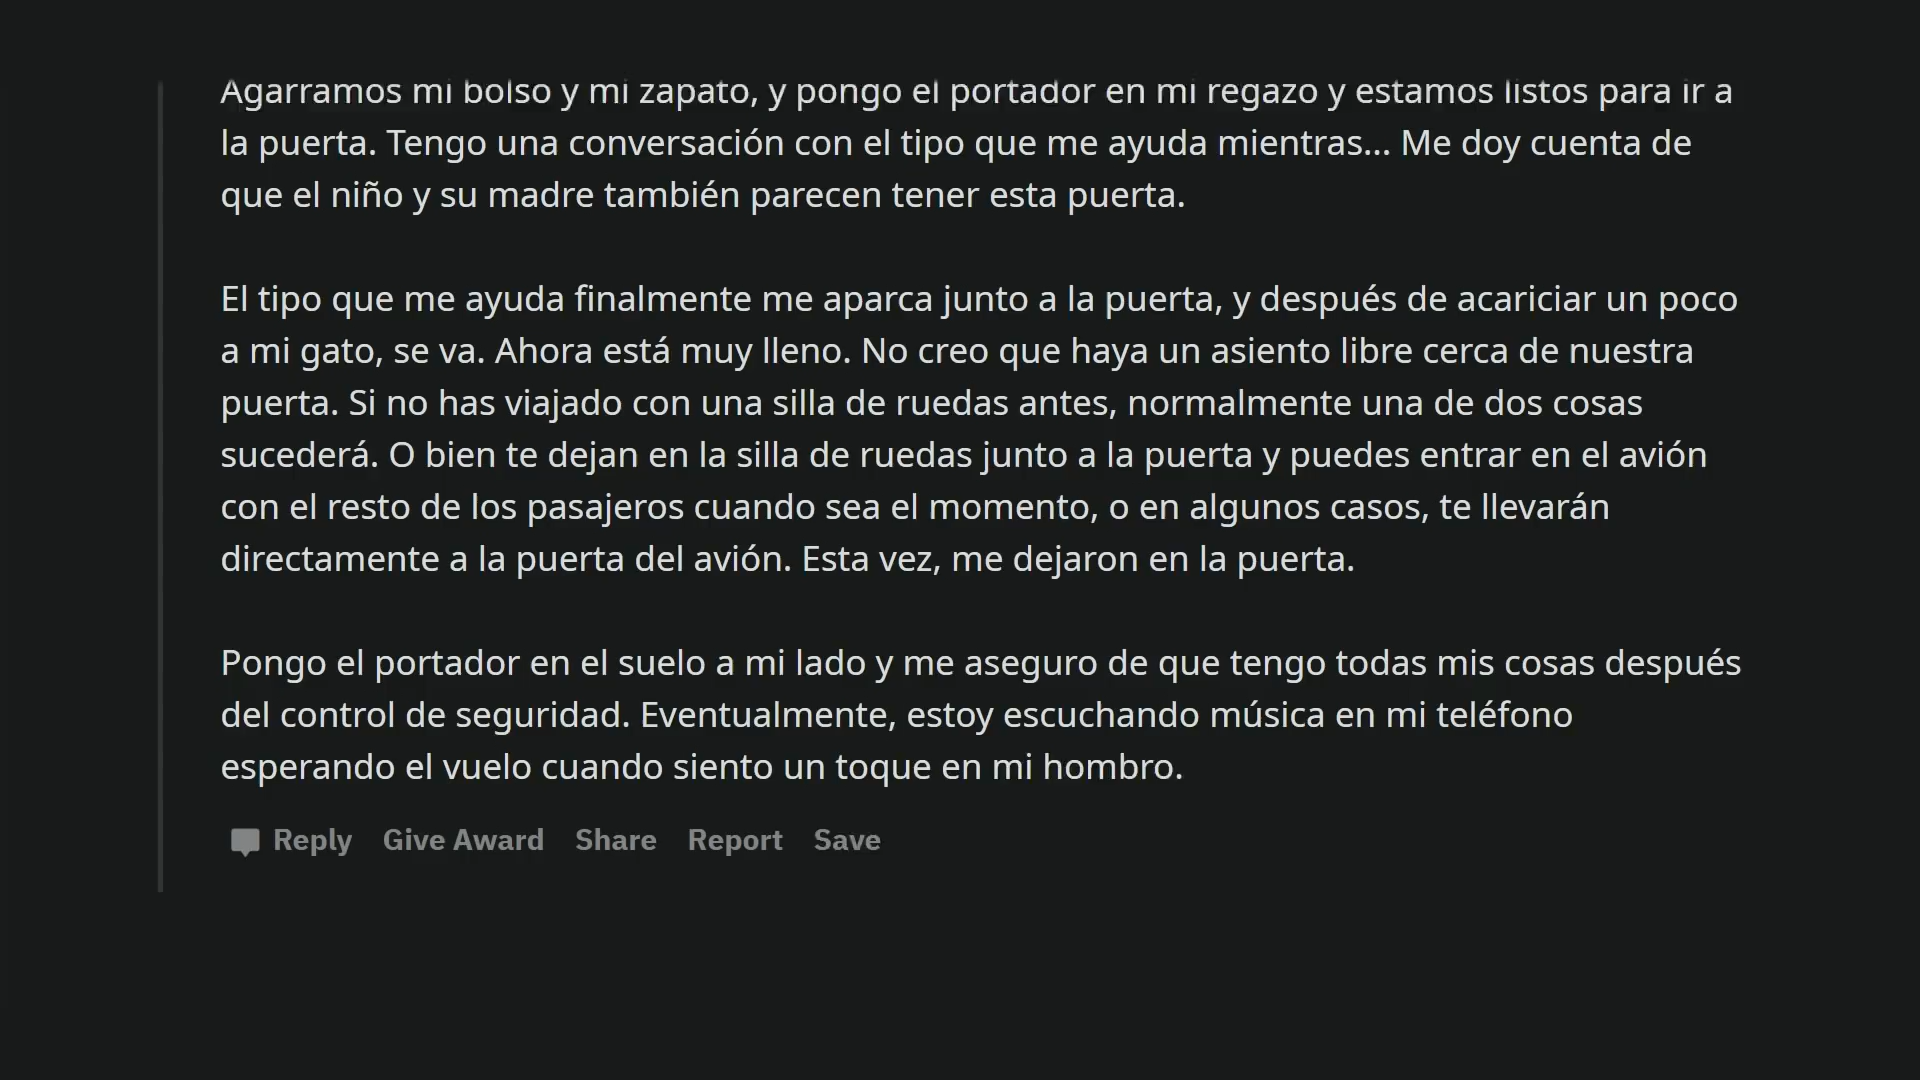 Agarramos mi bolso y mi zapato, y pongo el portador en mi regazo y estamos listos para ir a
la puerta. Tengo una conversación con el tipo que me ayuda mientras... Me doy cuenta de
que el niño y su madre también parecen tener esta puerta.
El tipo que me ayuda finalmente me aparca junto a la puerta, y después de acariciar un poco
a mi gato, se va. Ahora está muy lleno. No creo que haya un asiento libre cerca de nuestra
puerta. Si no has viajado con una silla de ruedas antes, normalmente una de dos cosas
sucederá. O bien te dejan en la silla de ruedas junto a la puerta y puedes entrar en el avión
con el resto de los pasajeros cuando sea el momento, o en algunos casos, te llevarán
directamente a la puerta del avión. Esta vez, me dejaron en la puerta.
Pongo el portador en el suelo a mi lado y me aseguro de que tengo todas mis cosas después
del control de seguridad. Eventualmente, estoy escuchando música en mi teléfono
esperando el vuelo cuando siento un toque en mi hombro.
Reply Give Award Share Report Save